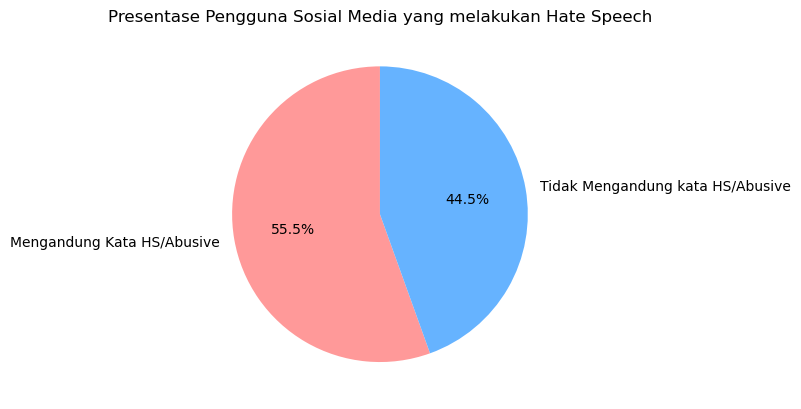 Presentase Pengguna Sosial Media yang melakukan Hate Speech
44.5%
Tidak Mengandung kata HS/Abusive
55.5%
Mengandung Kata HS/Abusive